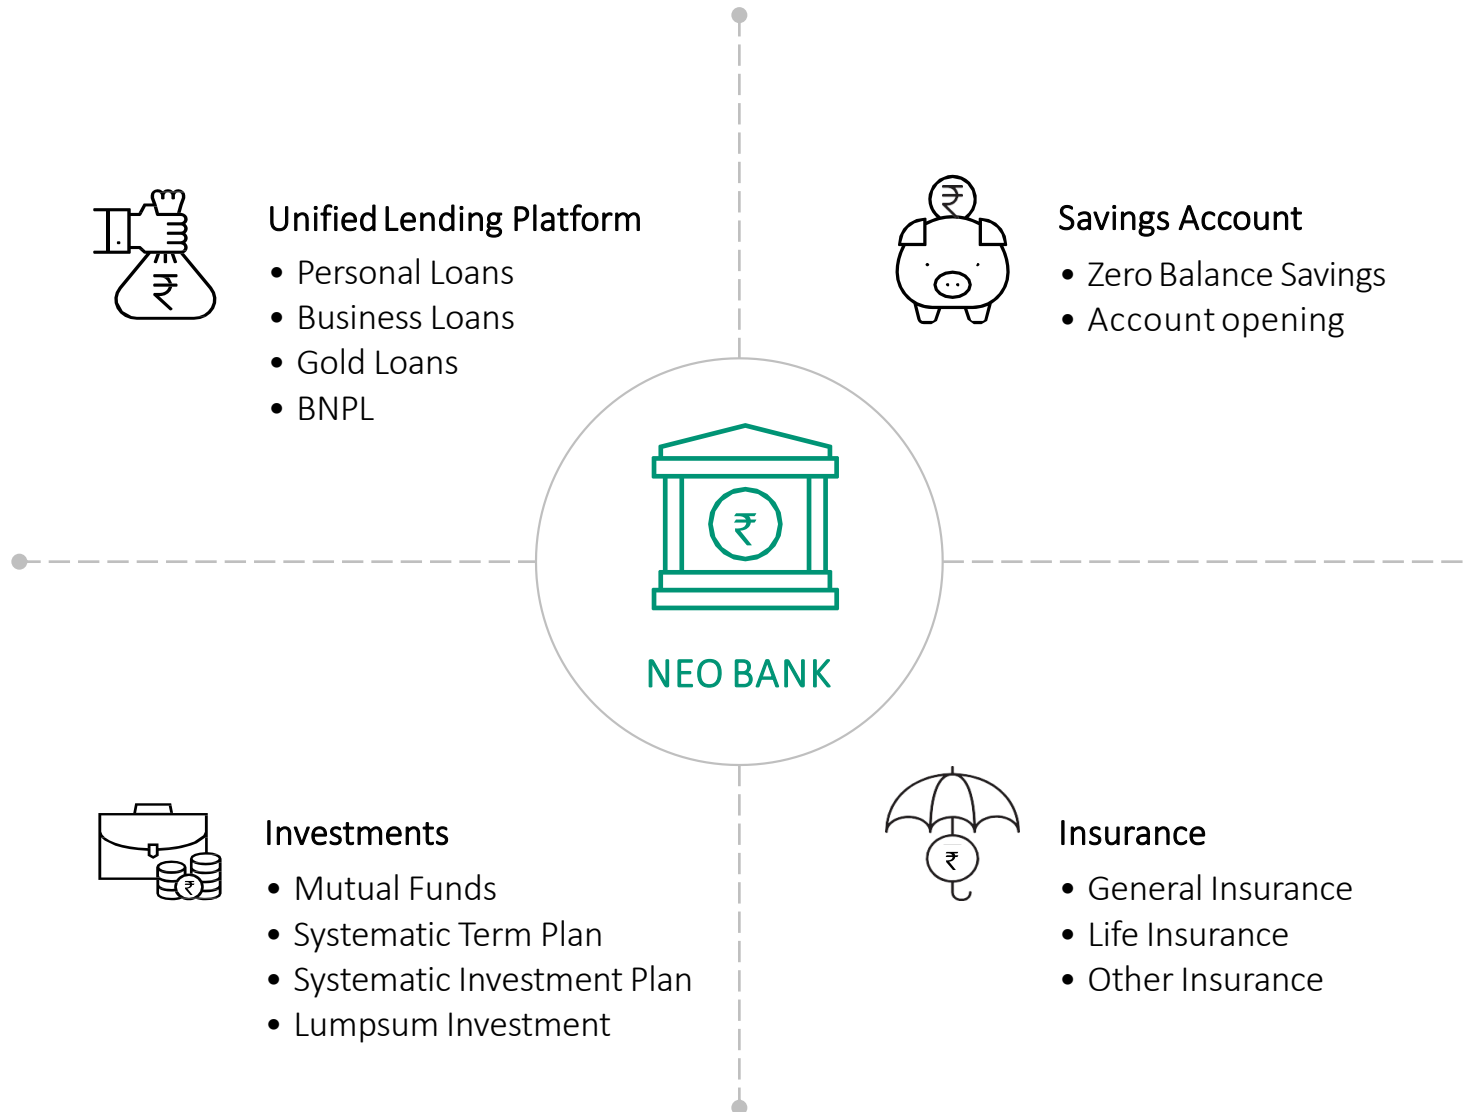 Unified Lending Platform
• Personal Loans
• Business Loans
• Gold Loans
• BNPL
₹
Savings Account
• Zero Balance Savings
• Account opening
₹
₹
NEO BANK
Investments
• Mutual Funds
• Systematic Term Plan
• Systematic Investment Plan
• Lumpsum Investment
₹
Insurance
• General Insurance
• Life Insurance
• Other Insurance
₹